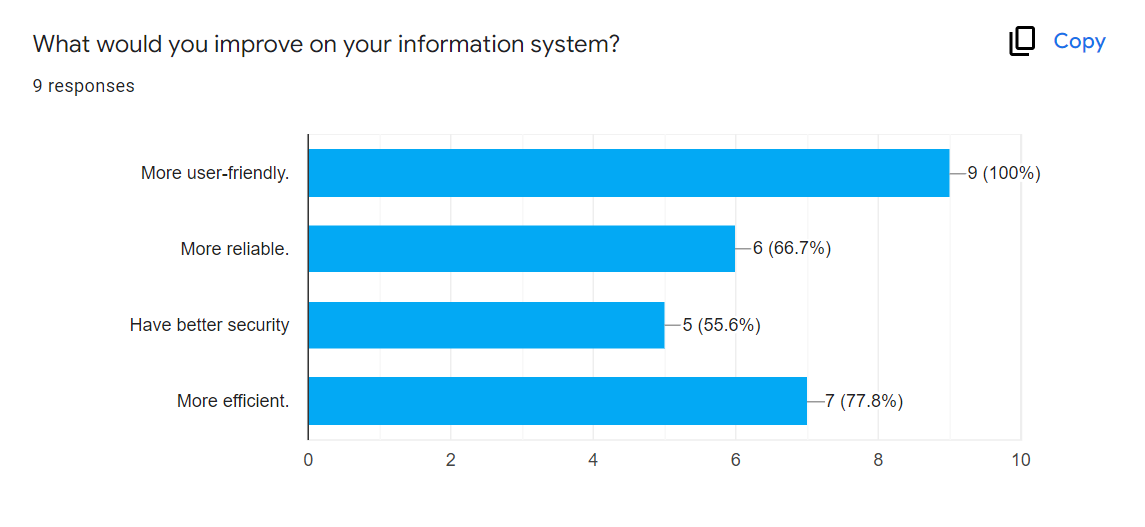 What would you improve on your information system?
Copy
9 responses
More user-friendly.
9 (100%)
More reliable.
6 (66.7%)
Have better security
5 (55.6%)
More efficient.
7 (77.8%)
0 2 4 6 8 10